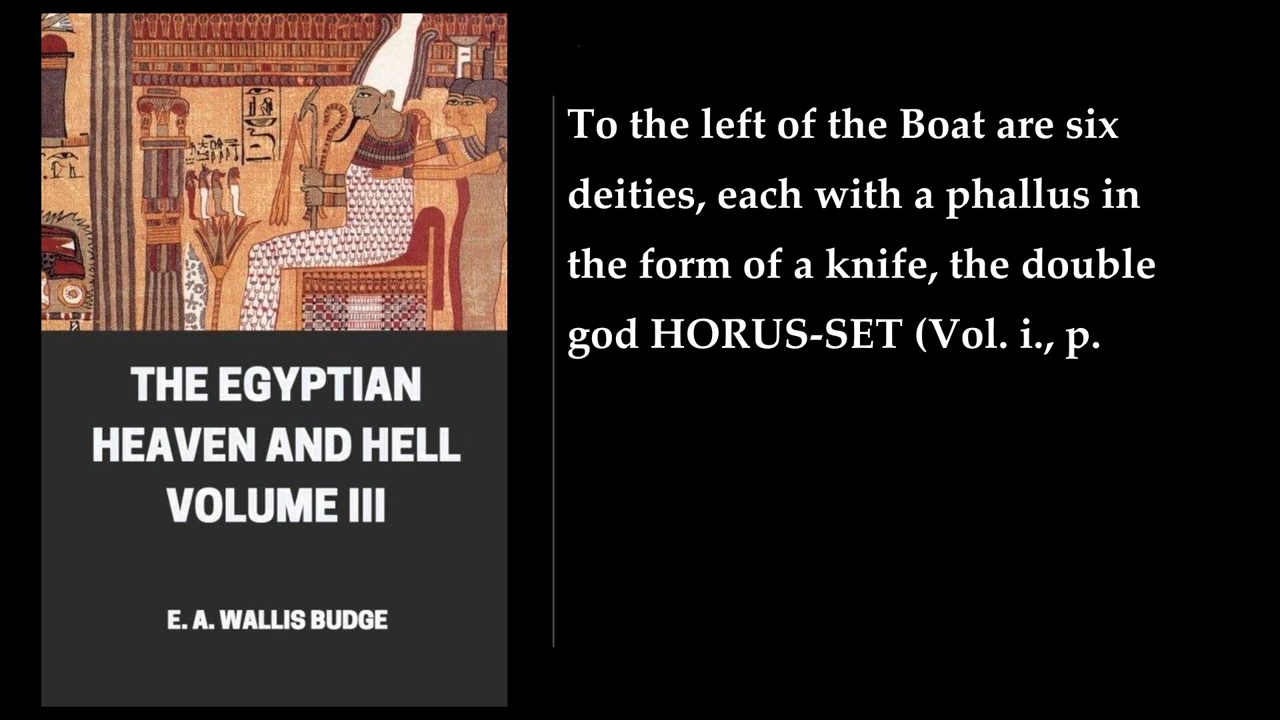 THE EGYPTIAN
HEAVEN AND HELL
VOLUME III
E. A. WALLIS BUDGE
To the left of the Boat are six
deities, each with a phallus in
the form of a knife, the double
god HORUS-SET (Vol. i., p.